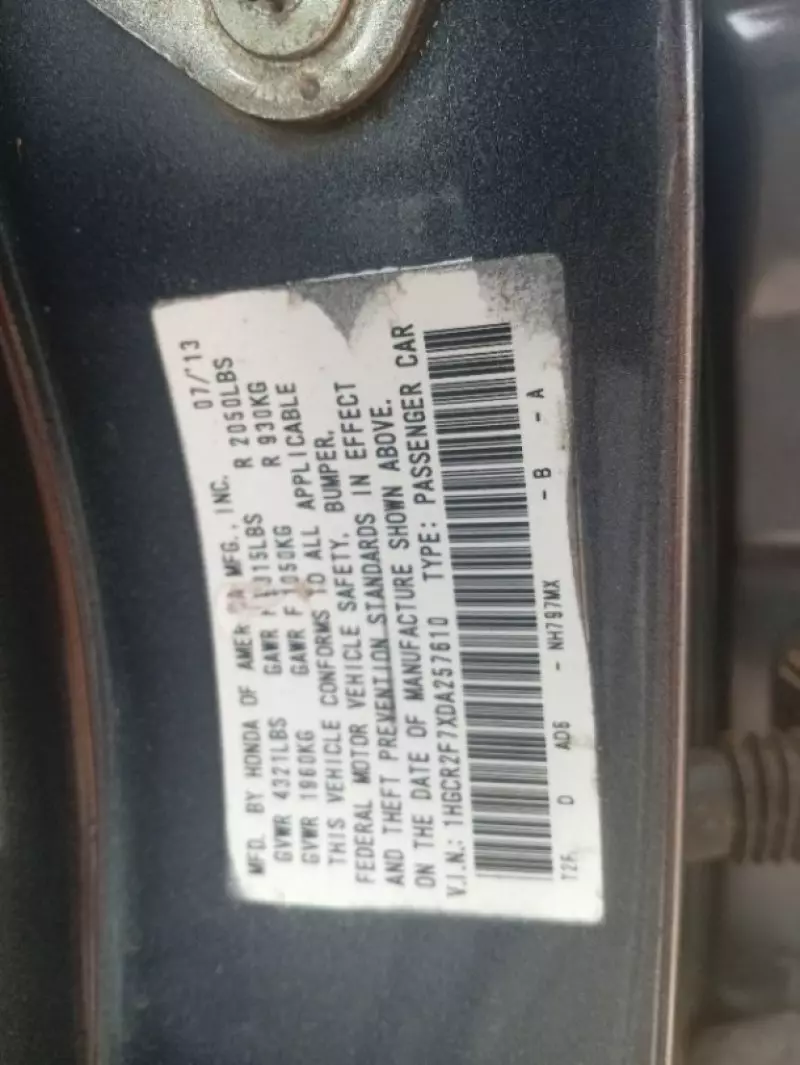 MFD. BY HONDA OF AMERICA MFG., INC. 07/'13
GVWR 4321LBS GAWR F 2315LBS R 2050LBS
GVWR 1960KG GAWR F 1050KG R 930KG
THIS VEHICLE CONFORMS TO ALL APPLICABLE
FEDERAL MOTOR VEHICLE SAFETY, BUMPER,
AND THEFT PREVENTION STANDARDS IN EFFECT
ON THE DATE OF MANUFACTURE SHOWN ABOVE.
V.I.N.: 1HGCR2F7XDA257610 TYPE: PASSENGER CAR
T2F D AD6 - NH797MX - B - A